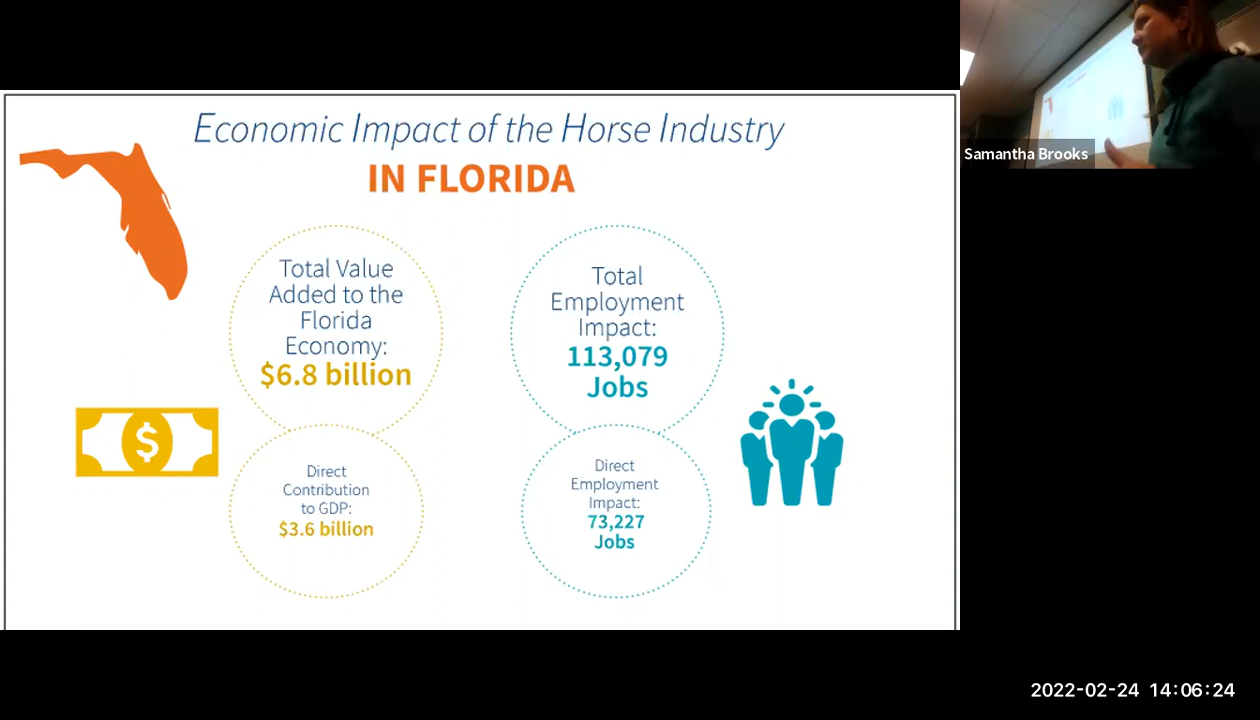 Economic Impact of the Horse Industry
IN FLORIDA
Total Value
Added to the
Florida
Economy:
$6.8 billion
Direct
Contribution
to GDP:
$3.6 billion
Total
Employment
Impact:
113,079
Jobs
Direct
Employment
Impact:
73,227
Jobs
$
Samantha Brooks
2022-02-24 14:06:24